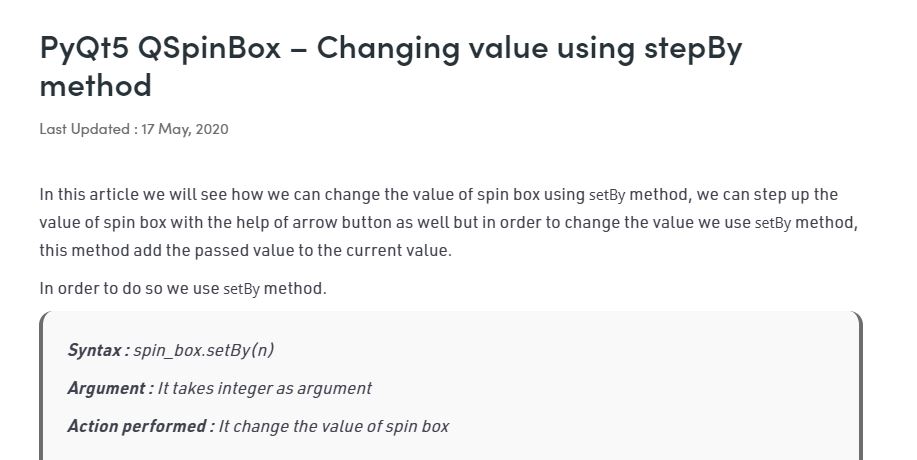 PyQt5 QSpinBox – Changing value using stepBy
method
Last Updated : 17 May, 2020
In this article we will see how we can change the value of spin box using setBy method, we can step up the
value of spin box with the help of arrow button as well but in order to change the value we use setBy method,
this method add the passed value to the current value.
In order to do so we use setBy method.
Syntax : spin_box.setBy(n)
Argument : It takes integer as argument
Action performed : It change the value of spin box